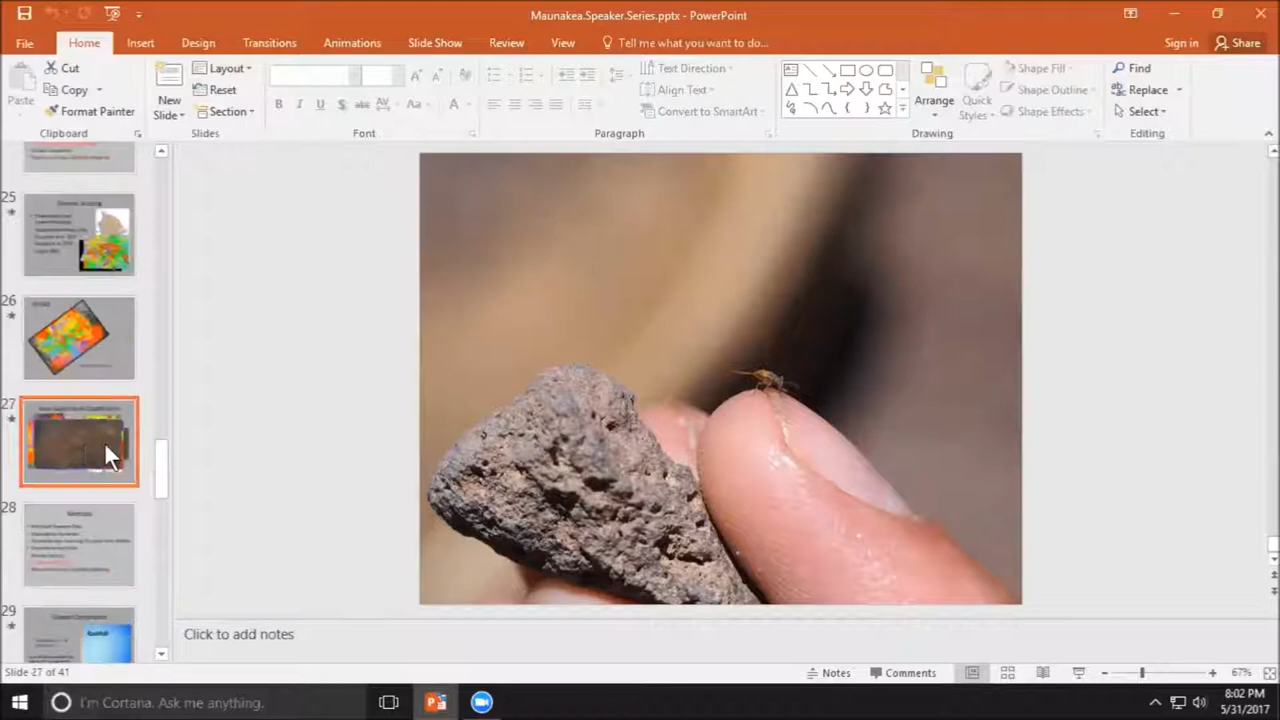 Maunakea.Speaker.Series.pptx - PowerPoint
File Home Insert Design Transitions Animations Slide Show Review View Tell me what you want to do... Sign in Share
Cut
Copy
Format Painter
Paste
Clipboard
New
Slide
Layout
Reset
Section
Slides
B I U S abc AV Aa A
Font
Text Direction
Align Text
Convert to SmartArt
Paragraph
Arrange
Quick
Styles
Shape Fill
Shape Outline
Shape Effects
Drawing
Find
Replace
Select
Editing
25
26
27
28
29
Rainfall
Click to add notes
Slide 27 of 41
Notes Comments 67%
I'm Cortana. Ask me anything.
8:02 PM
5/31/2017